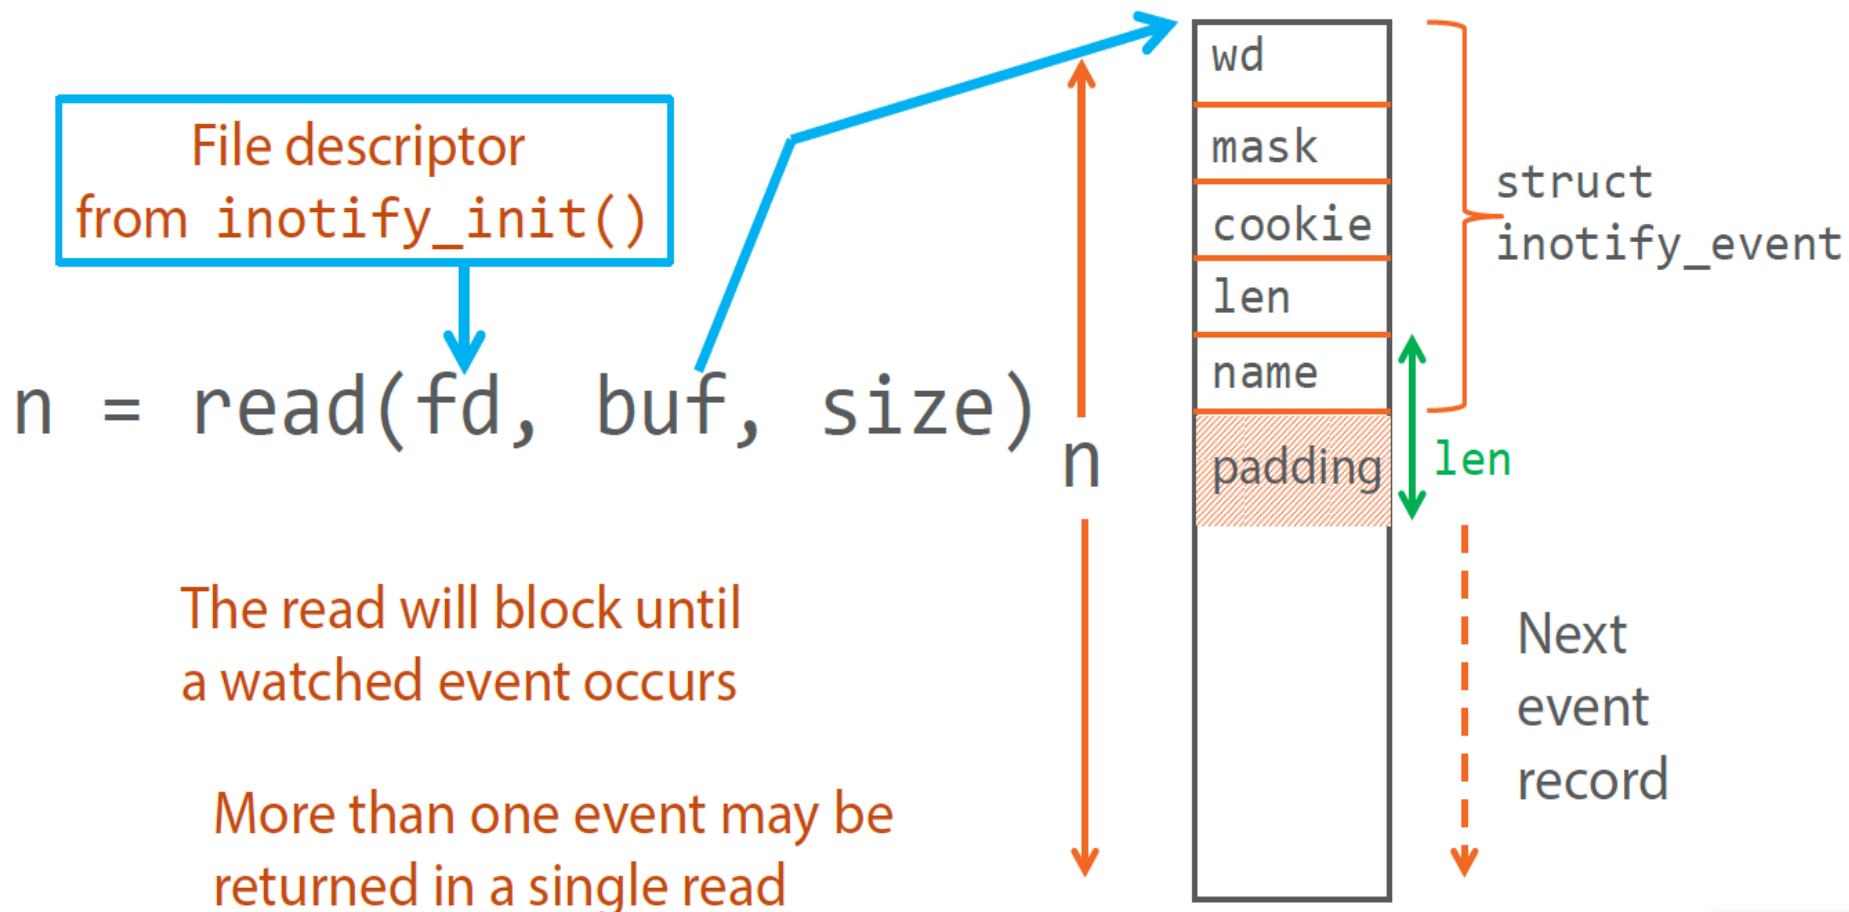 File descriptor
from inotify_init()
n = read(fd, buf, size)
The read will block until
a watched event occurs
More than one event may be
returned in a single read
n
wd
mask
cookie
len
name
padding
struct
inotify_event
len
Next
event
record